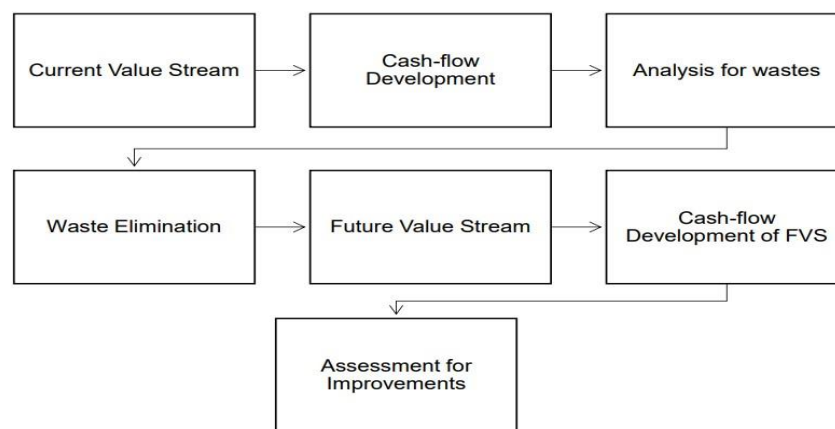 Current Value Stream
Cash-flow
Development
Analysis for wastes
Waste Elimination
Future Value Stream
Cash-flow
Development of FVS
Assessment for
Improvements